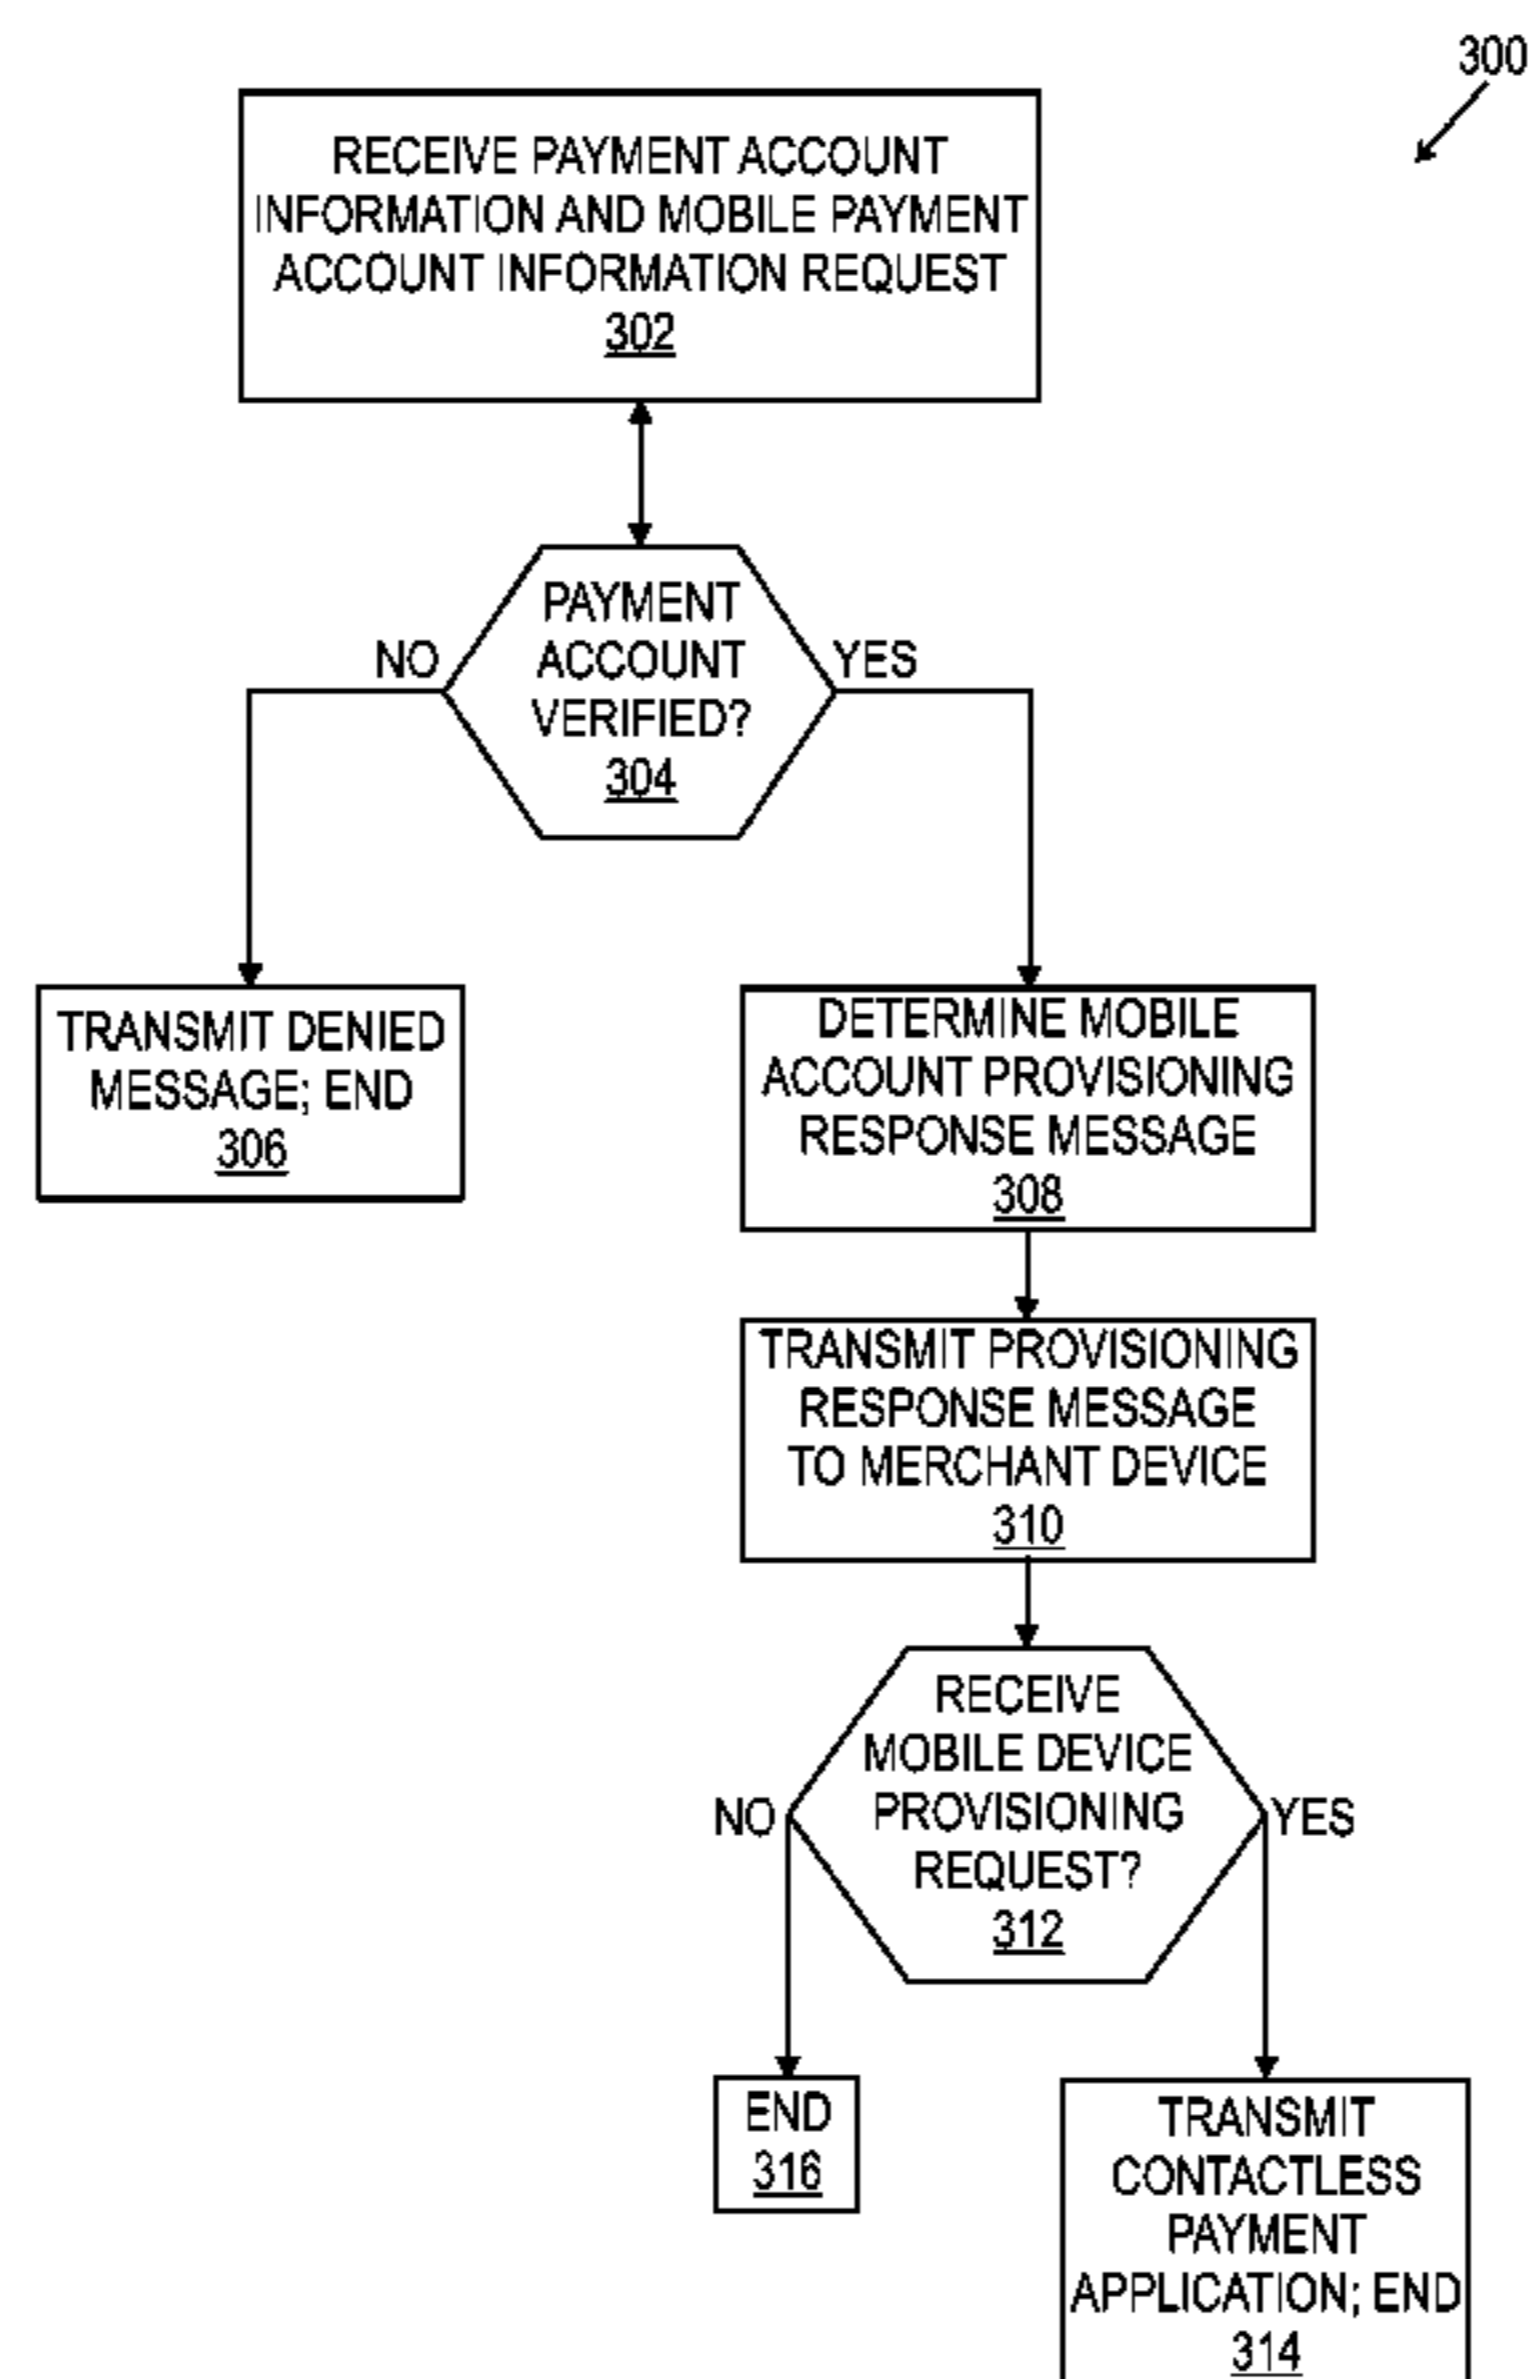 300
RECEIVE PAYMENT ACCOUNT
INFORMATION AND MOBILE PAYMENT
ACCOUNT INFORMATION REQUEST
302
PAYMENT
ACCOUNT
VERIFIED?
304
NO
YES
TRANSMIT DENIED
MESSAGE; END
306
DETERMINE MOBILE
ACCOUNT PROVISIONING
RESPONSE MESSAGE
308
TRANSMIT PROVISIONING
RESPONSE MESSAGE
TO MERCHANT DEVICE
310
RECEIVE
MOBILE DEVICE
PROVISIONING
REQUEST?
312
NO
YES
END
316
TRANSMIT
CONTACTLESS
PAYMENT
APPLICATION; END
314